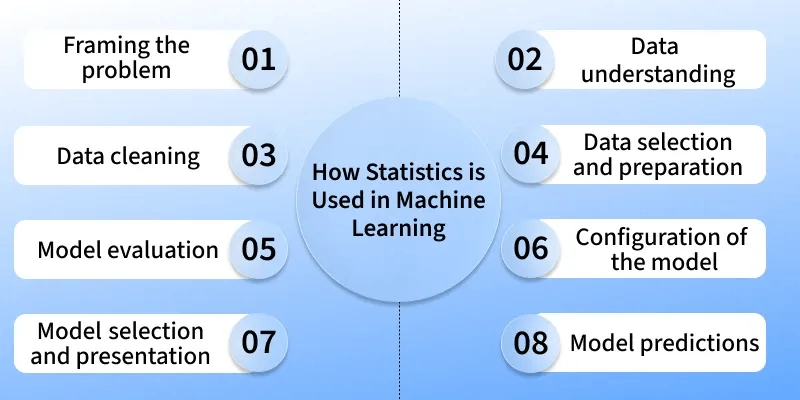 Framing the
problem
01
02
Data
understanding
Data cleaning
03
04
Data selection
and preparation
How Statistics is
Used in Machine
Learning
Model evaluation
05
06
Configuration of
the model
Model selection
and presentation
07
08
Model predictions